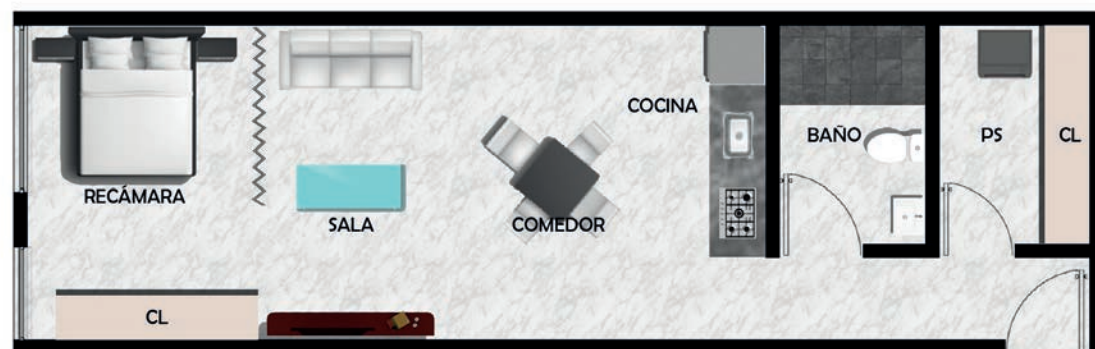 COCINA
BAÑO
PS
CL
RECÁMARA
SALA
COMEDOR
CL